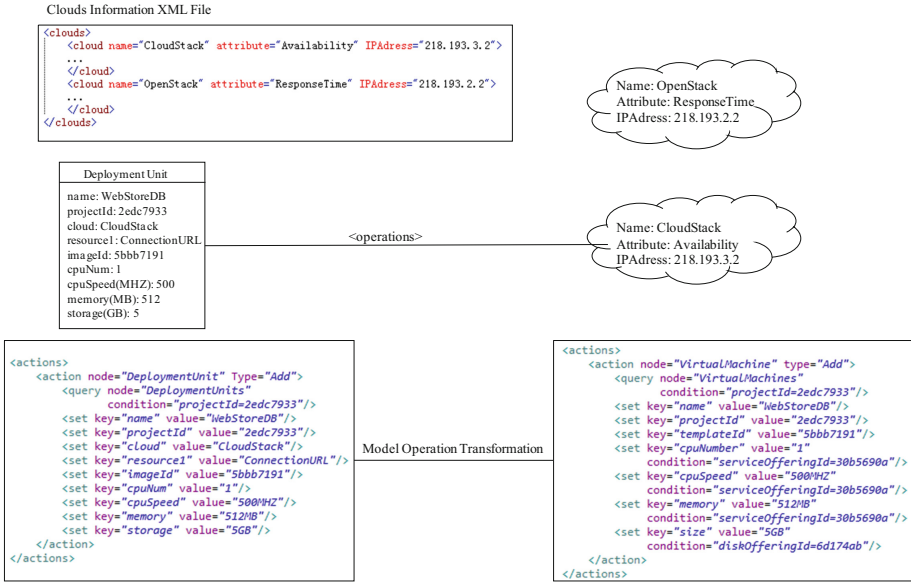 Clouds Information XML File
<clouds>
<cloud name="CloudStack" attribute="Availability" IPAdress="218.193.3.2">
...
</cloud>
<cloud name="OpenStack" attribute="ResponseTime" IPAdress="218.193.2.2">
...
</cloud>
</clouds>
Name: OpenStack
Attribute: ResponseTime
IPAdress: 218.193.2.2
Deployment Unit
name: WebStoreDB
projectId: 2edc7933
cloud: CloudStack
resource1: ConnectionURL
imageId: 5bbb7191
cpuNum: 1
cpuSpeed(MHZ): 500
memory(MB): 512
storage(GB): 5
<operations>
Name: CloudStack
Attribute: Availability
IPAdress: 218.193.3.2
<actions>
<action node="DeploymentUnit" Type="Add">
<query node="DeploymentUnits"
condition="projectId=2edc7933"/>
<set key="name" value="WebStoreDB"/>
<set key="projectId" value="2edc7933"/>
<set key="cloud" value="CloudStack"/>
<set key="resource1" value="ConnectionURL"/>
<set key="imageId" value="5bbb7191"/>
<set key="cpuNum" value="1"/>
<set key="cpuSpeed" value="500MHZ"/>
<set key="memory" value="512MB"/>
<set key="storage" value="5GB"/>
</action>
</actions>
Model Operation Transformation
<actions>
<action node="VirtualMachine" type="Add">
<query node="VirtualMachines"
condition="projectId=2edc7933"/>
<set key="name" value="WebStoreDB"/>
<set key="projectId" value="2edc7933"/>
<set key="templateId" value="5bbb7191"/>
<set key="cpuNumber" value="1"
condition="serviceOfferingId=30b5690a"/>
<set key="cpuSpeed" value="500MHZ"
condition="serviceOfferingId=30b5690a"/>
<set key="memory" value="512MB"
condition="serviceOfferingId=30b5690a"/>
<set key="size" value="5GB"
condition="diskOfferingId=6d174ab"/>
</action>
</actions>